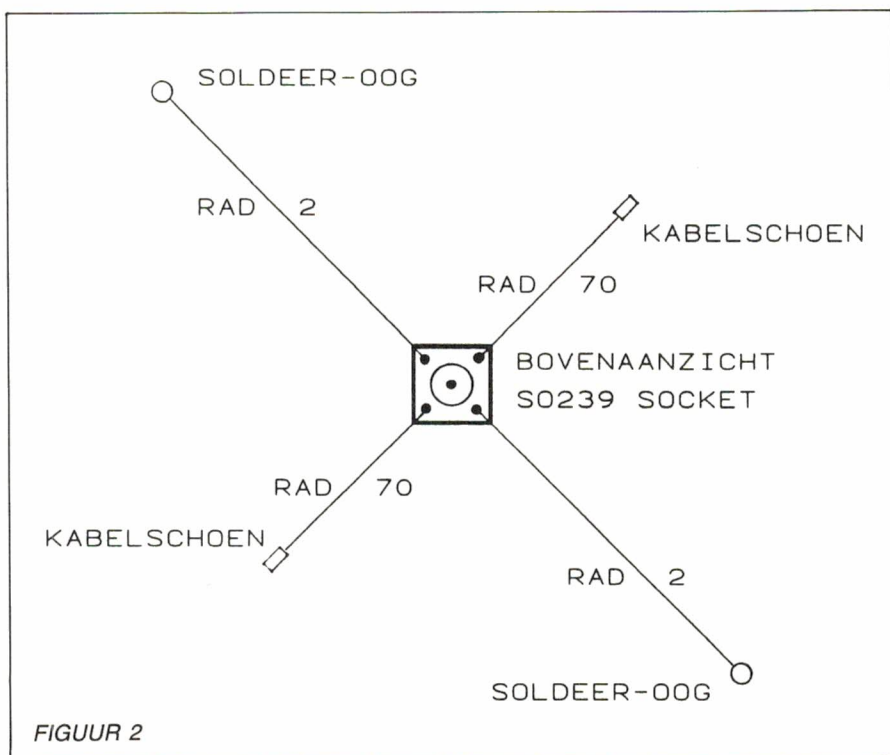 SOLDEER-OOG
RAD 2
KABELSCHOEN
RAD 70
BOVENAANZICHT
SO239 SOCKET
RAD 70
KABELSCHOEN
RAD 2
SOLDEER-OOG
FIGUUR 2